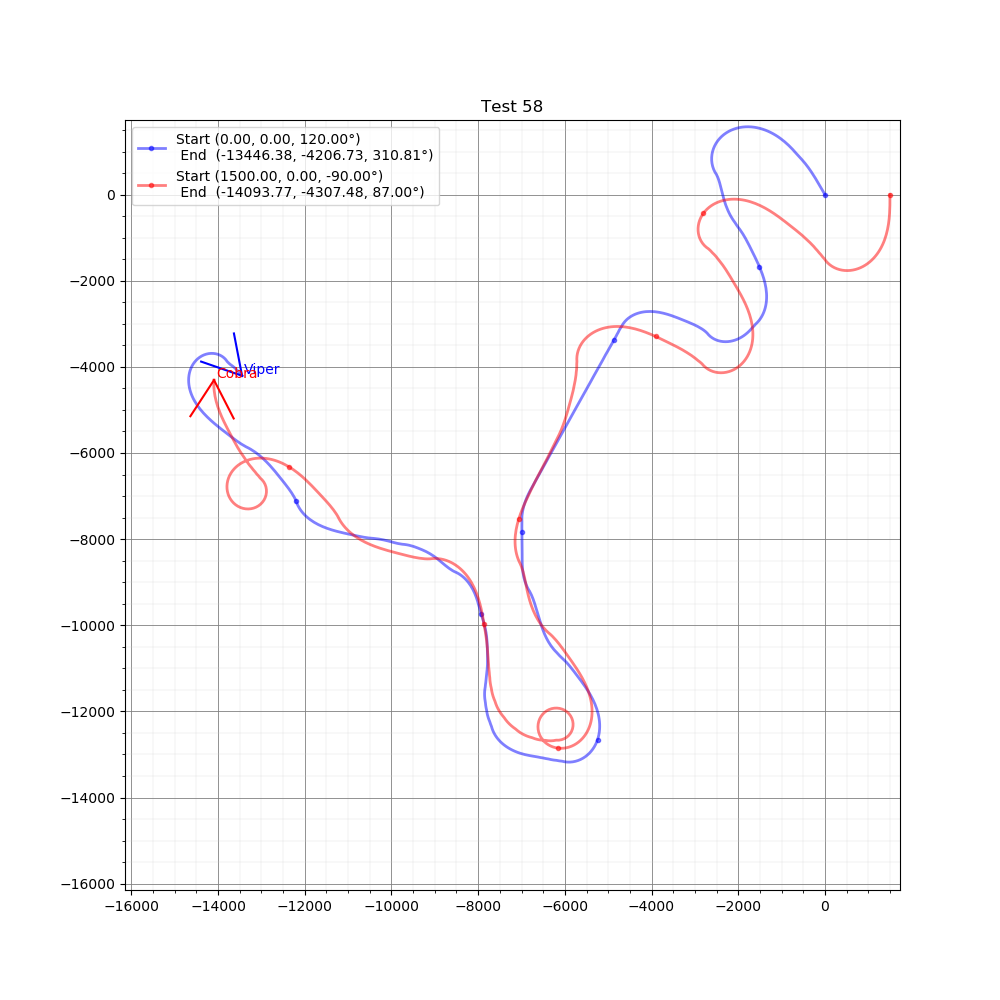 Test 58
Start (0.00, 0.00, 120.00°)
End (-13446.38, -4206.73, 310.81°)
Start (1500.00, 0.00, -90.00°)
End (-14093.77, -4307.48, 87.00°)
0
−2000
−4000
−6000
−8000
−10000
−12000
−14000
−16000
Viper
Cobra
−16000 −14000 −12000 −10000 −8000 −6000 −4000 −2000 0